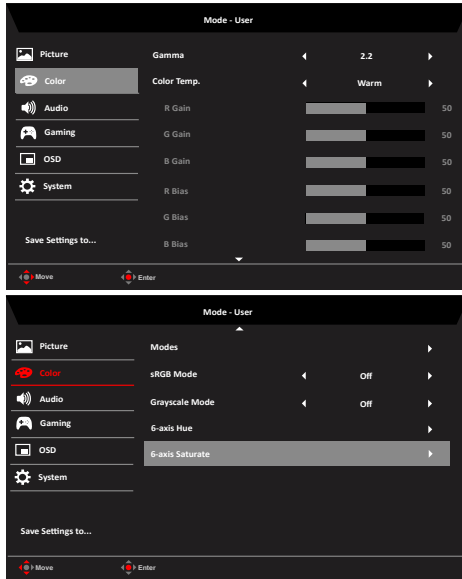 Mode - User
Picture
Gamma 2.2
Color
Color Temp. Warm
Audio
R Gain 50
Gaming
G Gain 50
OSD
B Gain 50
System
R Bias 50
G Bias 50
Save Settings to...
B Bias 50
Move Enter
Mode - User
Picture
Modes
Color
sRGB Mode Off
Audio
Grayscale Mode Off
Gaming
6-axis Hue
OSD
6-axis Saturate
System
Save Settings to...
Move Enter